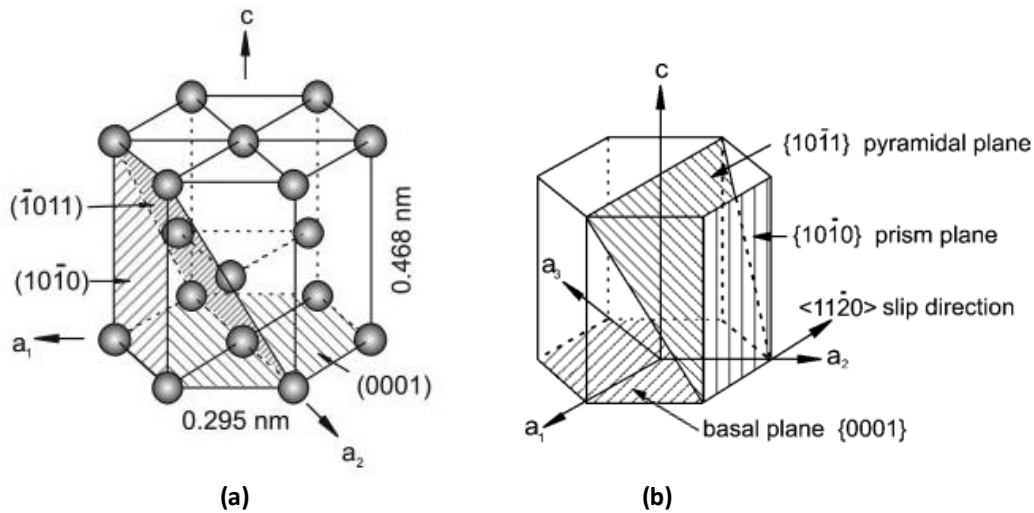 c
(1̄011)
(101̄0)
0.468 nm
a₁
(0001)
0.295 nm
a₂
(a)
c
{101̄1} pyramidal plane
{101̄0} prism plane
a₃
<112̄0> slip direction
a₂
a₁
basal plane {0001}
(b)